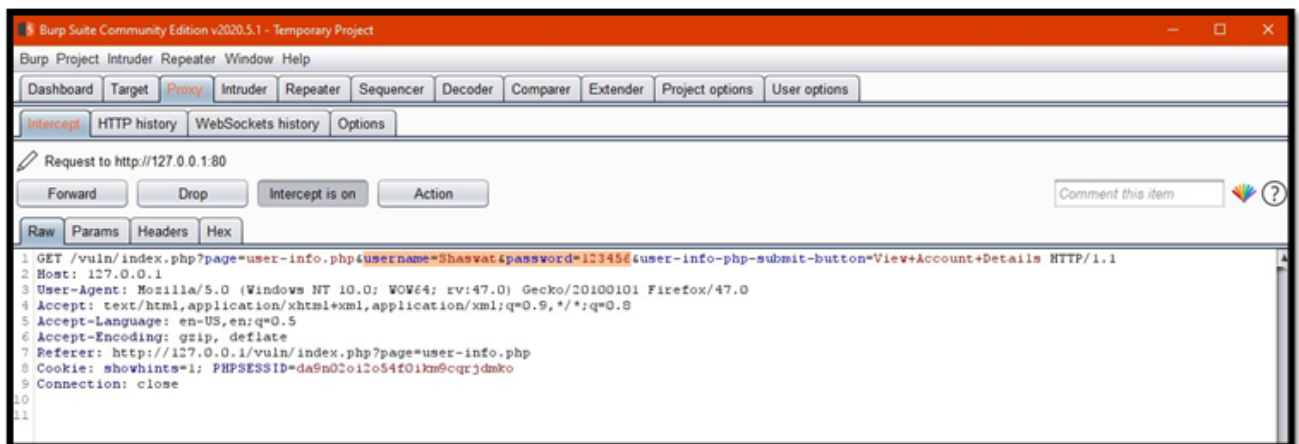 Burp Suite Community Edition v2020.5.1 - Temporary Project
Burp Project Intruder Repeater Window Help
Dashboard Target Proxy Intruder Repeater Sequencer Decoder Comparer Extender Project options User options
Intercept HTTP history WebSockets history Options
Request to http://127.0.0.1:80
Forward Drop Intercept is on Action Comment this item ?
Raw Params Headers Hex
1 GET /vuln/index.php?page=user-info.php&username=Shaswat&password=123456&user-info-php-submit-button=View+Account+Details HTTP/1.1
2 Host: 127.0.0.1
3 User-Agent: Mozilla/5.0 (Windows NT 10.0; WOW64; rv:47.0) Gecko/20100101 Firefox/47.0
4 Accept: text/html,application/xhtml+xml,application/xml;q=0.9,*/*;q=0.8
5 Accept-Language: en-US,en;q=0.5
6 Accept-Encoding: gzip, deflate
7 Referer: http://127.0.0.1/vuln/index.php?page=user-info.php
8 Cookie: showhints=1; PHPSESSID=da9n02oi2o54f0ikm9cqrjdmko
9 Connection: close
10
11